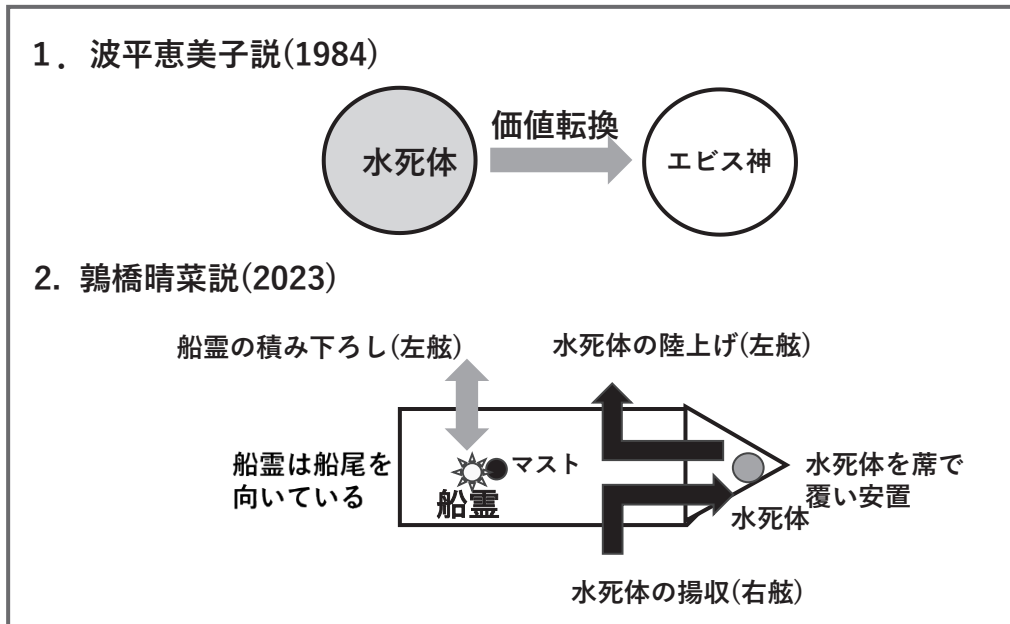 1．波平恵美子説(1984)
水死体
価値転換
エビス神
2. 鶉橋晴菜説(2023)
船霊の積み下ろし(左舷)
水死体の陸上げ(左舷)
船霊は船尾を
向いている
マスト
船霊
水死体を蓆で
覆い安置
水死体
水死体の揚収(右舷)